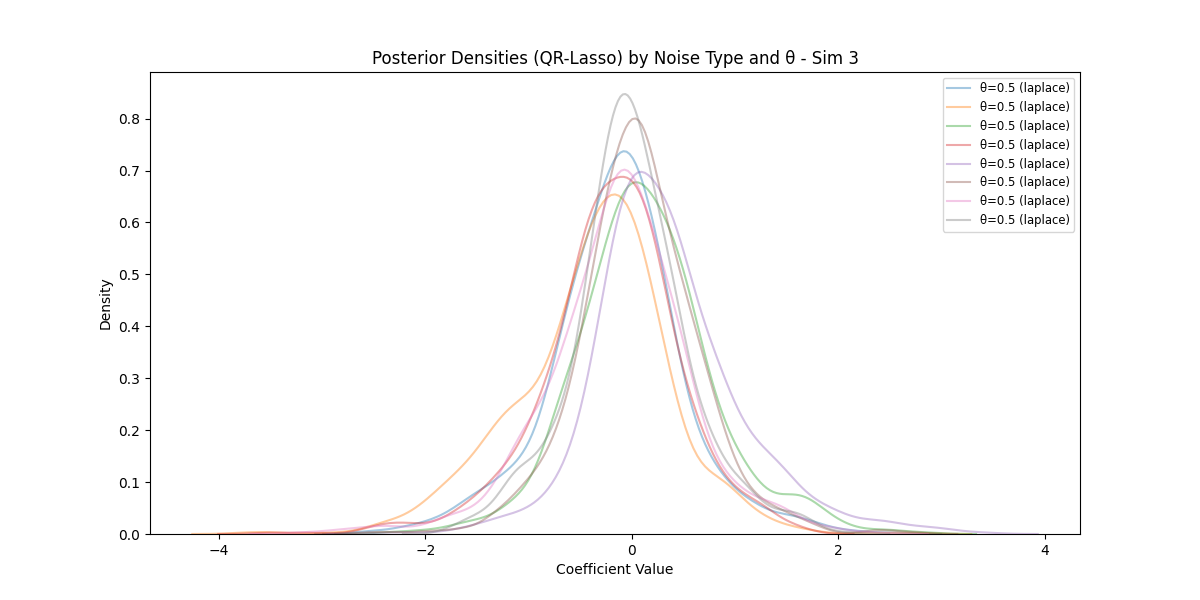 Posterior Densities (QR-Lasso) by Noise Type and θ - Sim 3
θ=0.5 (laplace)
θ=0.5 (laplace)
θ=0.5 (laplace)
θ=0.5 (laplace)
θ=0.5 (laplace)
θ=0.5 (laplace)
θ=0.5 (laplace)
θ=0.5 (laplace)
Density
0.8
0.7
0.6
0.5
0.4
0.3
0.2
0.1
0.0
−4 −2 0 2 4
Coefficient Value